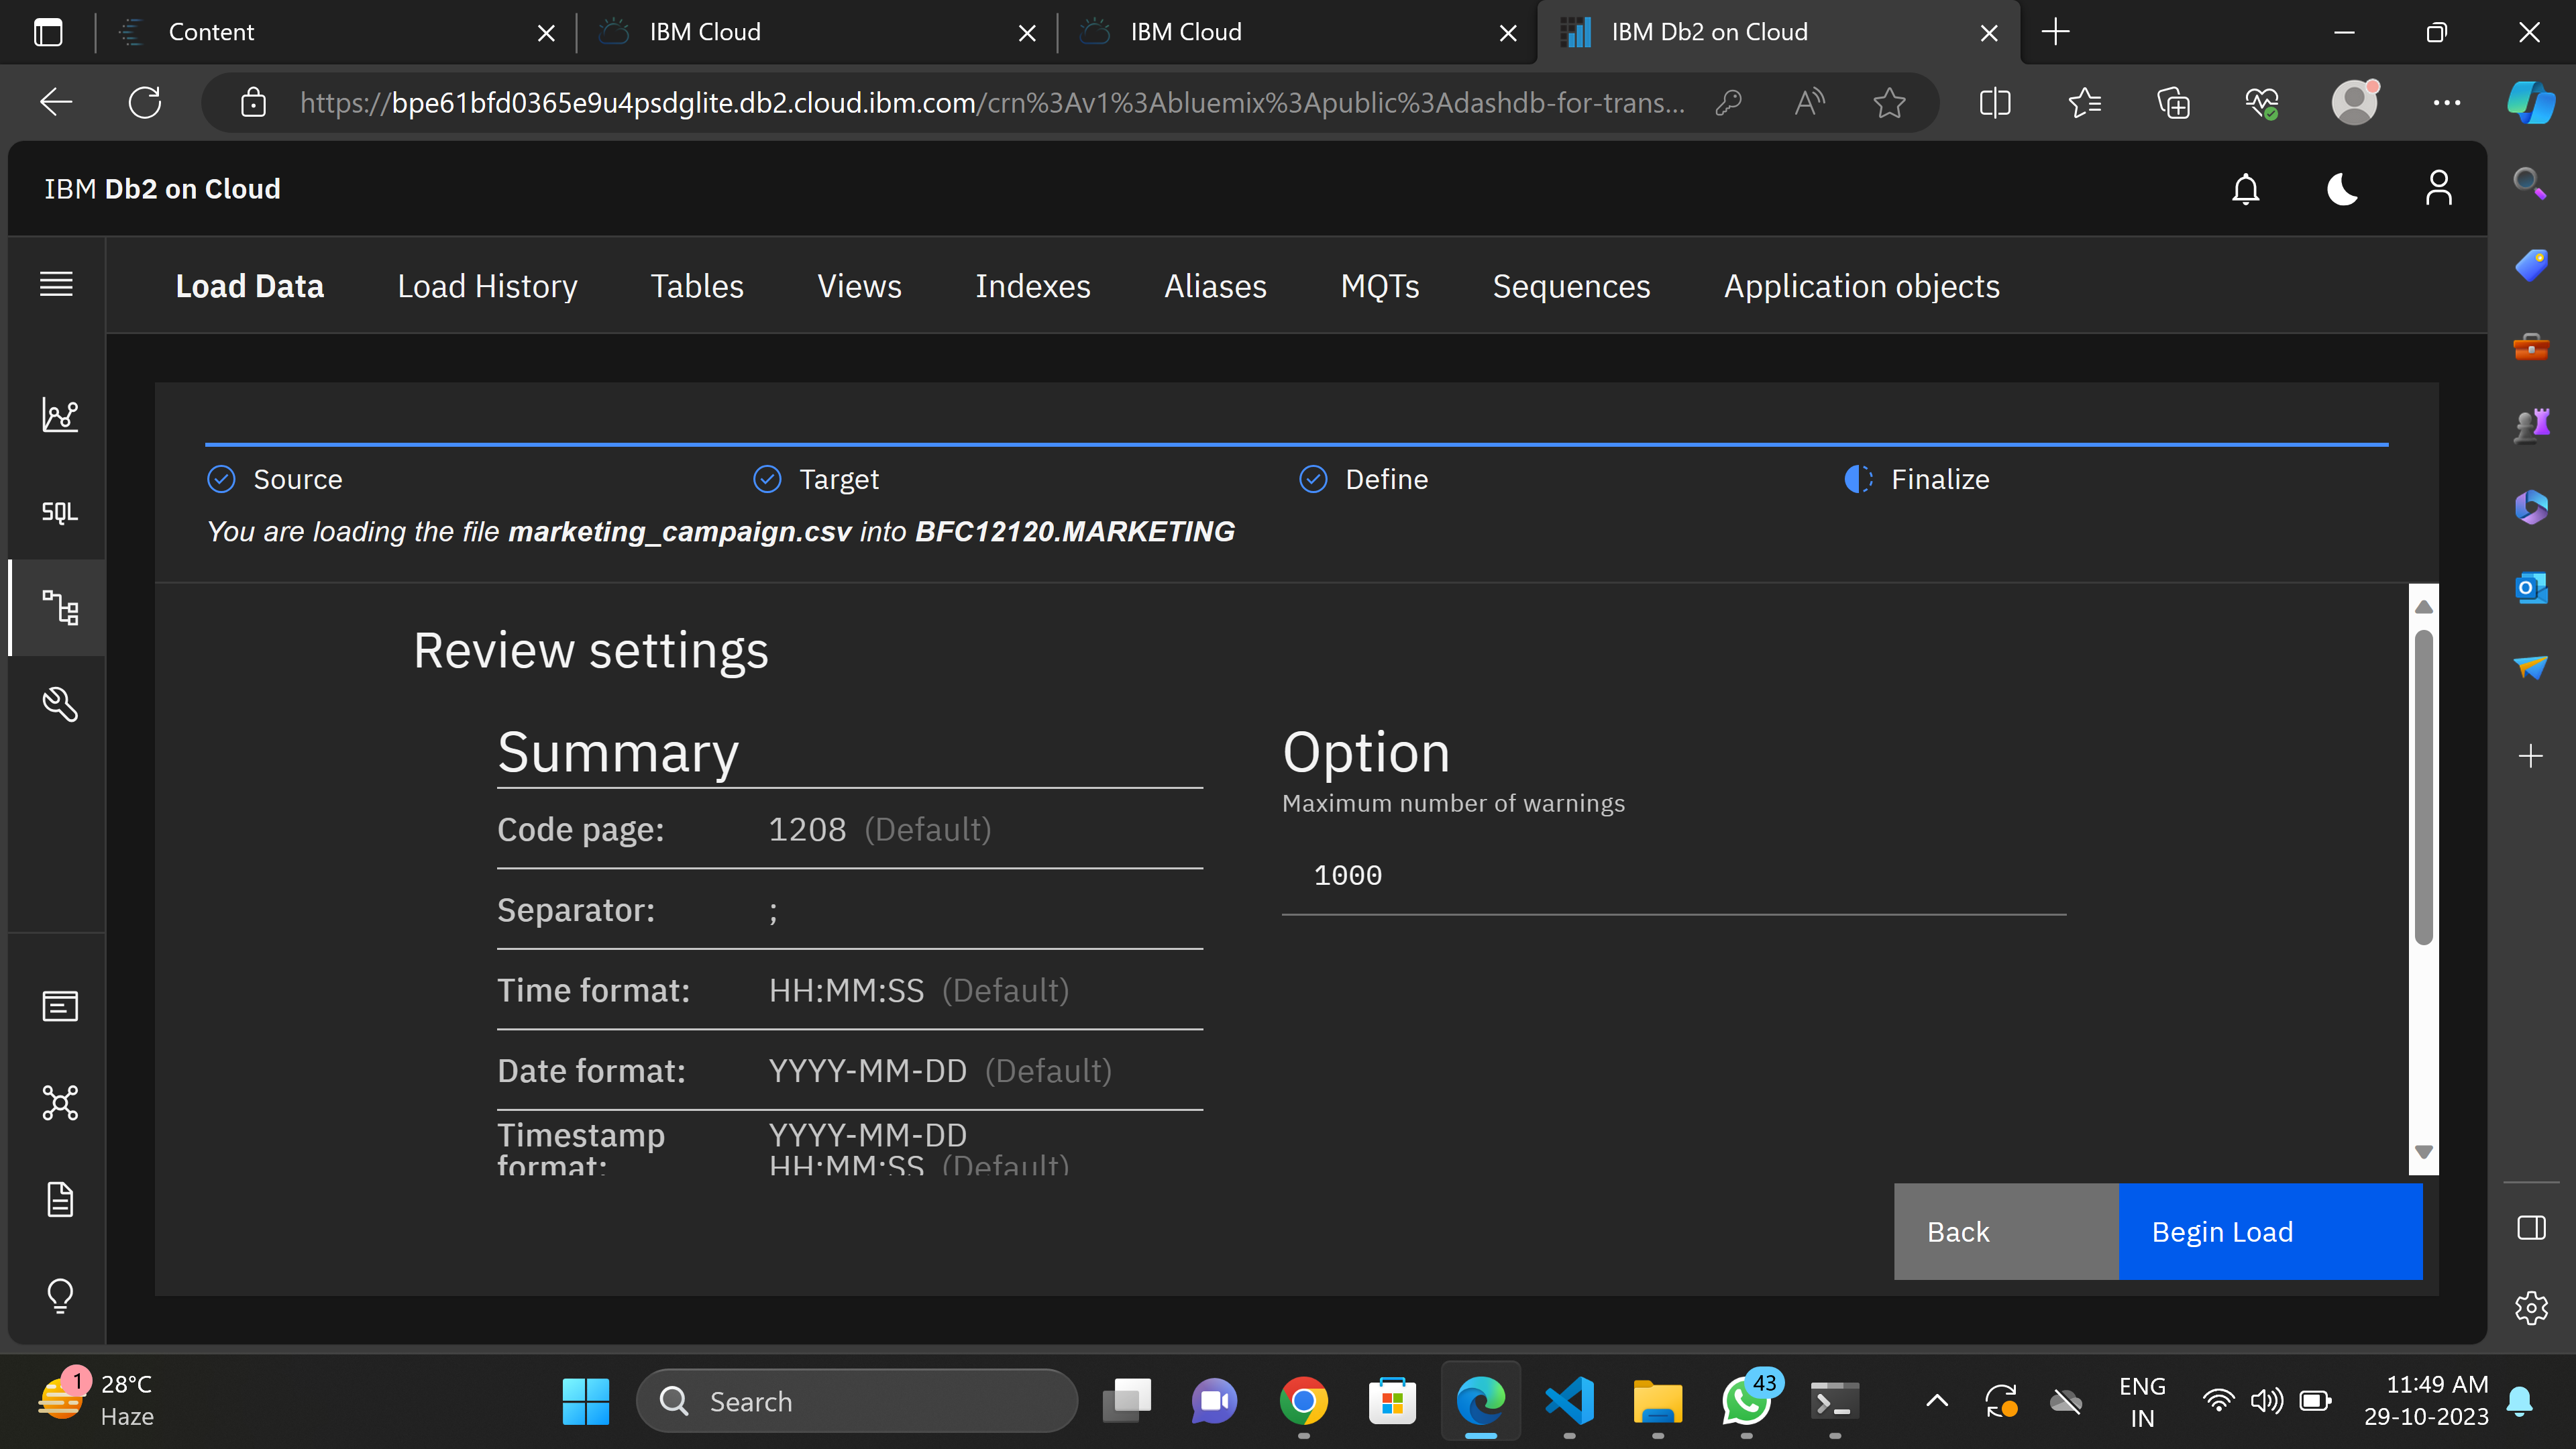 Content
IBM Cloud
IBM Cloud
IBM Db2 on Cloud
https://bpe61bfd0365e9u4psdglite.db2.cloud.ibm.com/crn%3Av1%3Abluemix%3Apublic%3Adashdb-for-trans...
IBM Db2 on Cloud
Load Data
Load History
Tables
Views
Indexes
Aliases
MQTs
Sequences
Application objects
SQL
Source
Target
Define
Finalize
You are loading the file marketing_campaign.csv into BFC12120.MARKETING
Review settings
Summary
Code page: 1208 (Default)
Separator: ;
Time format: HH:MM:SS (Default)
Date format: YYYY-MM-DD (Default)
Timestamp YYYY-MM-DD
format: HH:MM:SS (Default)
Option
Maximum number of warnings
1000
Back
Begin Load
1
28°C
Haze
Search
43
ENG
IN
11:49 AM
29-10-2023